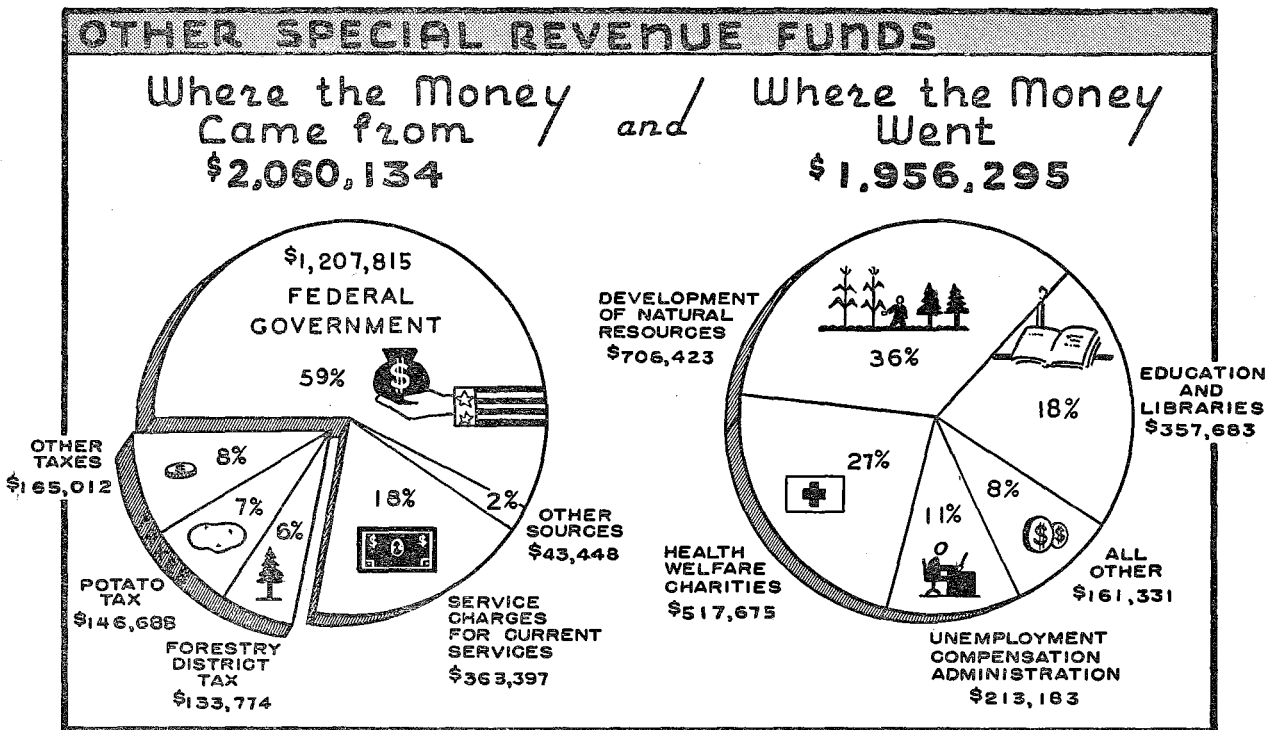 OTHER SPECIAL REVENUE FUNDS
Where the Money
Came from
$2,060,134
and
Where the Money
Went
$1,956,295
$1,207,815
FEDERAL
GOVERNMENT
59%
$
OTHER
TAXES
$165,012
8%
7%
6%
18%
2%
POTATO
TAX
$146,688
FORESTRY
DISTRICT
TAX
$133,774
SERVICE
CHARGES
FOR CURRENT
SERVICES
$363,397
OTHER
SOURCES
$43,448
DEVELOPMENT
OF NATURAL
RESOURCES
$706,423
36%
18%
EDUCATION
AND
LIBRARIES
$357,683
27%
11%
8%
$ $
HEALTH
WELFARE
CHARITIES
$517,675
UNEMPLOYMENT
COMPENSATION
ADMINISTRATION
$213,183
ALL
OTHER
$161,331